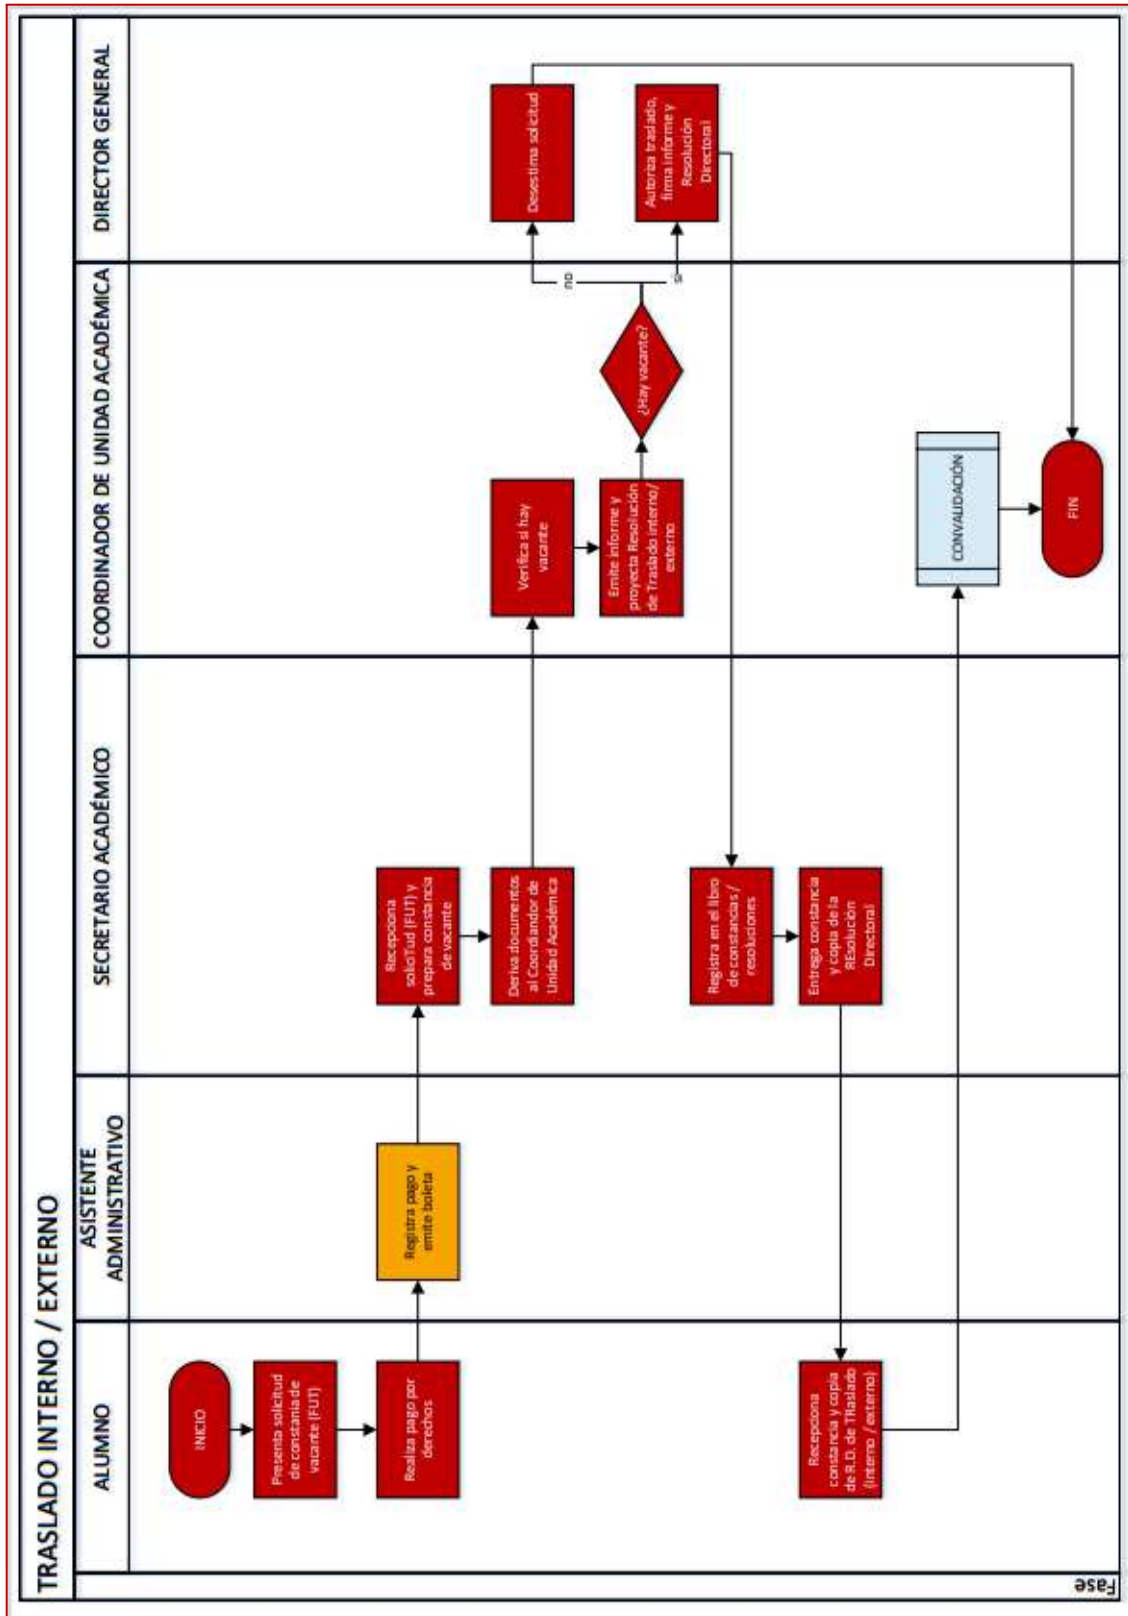 TRASLADO INTERNO / EXTERNO
ALUMNO
ASISTENTE
ADMINISTRATIVO
SECRETARIO ACADÉMICO
COORDINADOR DE UNIDAD ACADÉMICA
DIRECTOR GENERAL
INICIO
Presenta solicitud
de constania de
vacante (FUT)
Realiza pago por
derechos
Registra pago y
emite boleta
Recepciona
soliciTud (FUT) y
prepara constancia
de vacante
Deriva documentos
al Coordiandor de
Unidad Académica
Verifica si hay
vacante
Emite informe y
proyecta Resolución
de Traslado interno/
externo
¿Hay vacante?
no
si
Desestima solicitud
Autoriza traslado,
firma informe y
Resolución
Directoral
Registra en el libro
de constancias /
resoluciones
Entrega constancia
y copia de la
REsolución
Directoral
Recepciona
constancia y copia
de R.D. de TRaslado
(interno / externo)
CONVALIDACIÓN
FIN
Fase